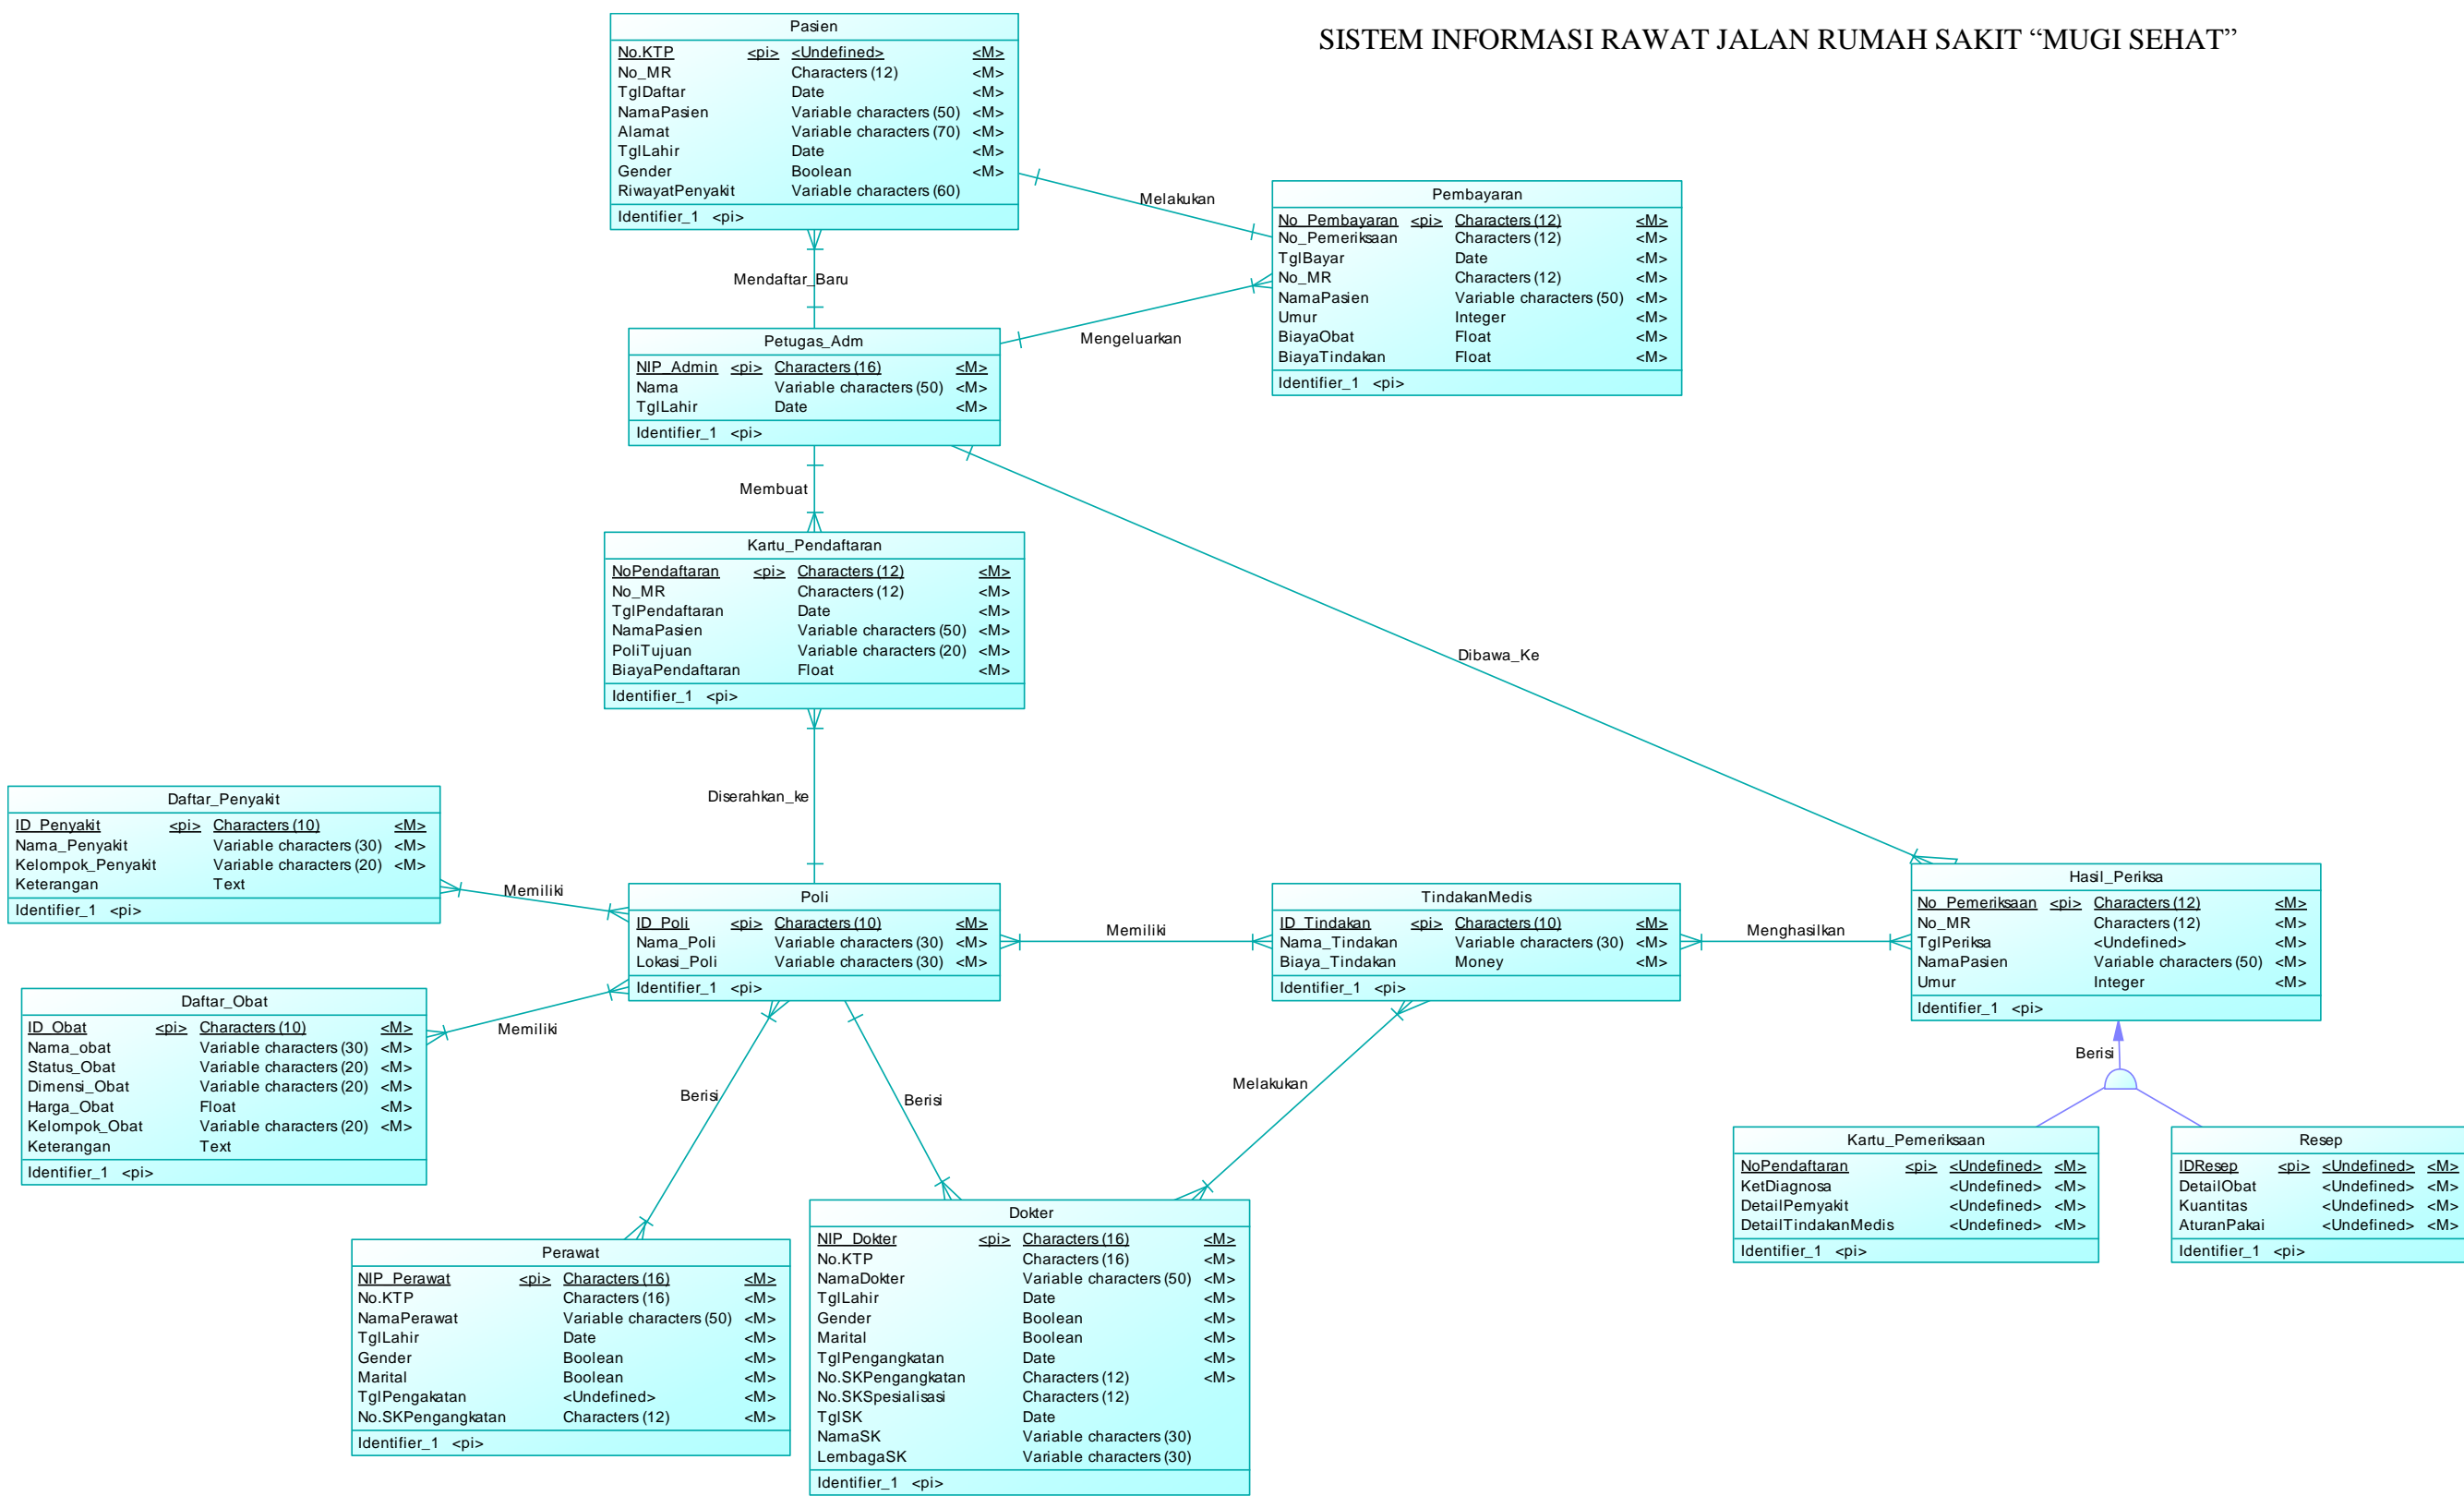 SISTEM INFORMASI RAWAT JALAN RUMAH SAKIT “MUGI SEHAT”
Pasien
No.KTP <pi> <Undefined> <M>
No_MR Characters (12) <M>
TglDaftar Date <M>
NamaPasien Variable characters (50) <M>
Alamat Variable characters (70) <M>
TglLahir Date <M>
Gender Boolean <M>
RiwayatPenyakit Variable characters (60)
Identifier_1 <pi>
Melakukan
Pembayaran
No_Pembayaran <pi> Characters (12) <M>
No_Pemeriksaan Characters (12) <M>
TglBayar Date <M>
No_MR Characters (12) <M>
NamaPasien Variable characters (50) <M>
Umur Integer <M>
BiayaObat Float <M>
BiayaTindakan Float <M>
Identifier_1 <pi>
Mendaftar_Baru
Mengeluarkan
Petugas_Adm
NIP_Admin <pi> Characters (16) <M>
Nama Variable characters (50) <M>
TglLahir Date <M>
Identifier_1 <pi>
Membuat
Kartu_Pendaftaran
NoPendaftaran <pi> Characters (12) <M>
No_MR Characters (12) <M>
TglPendaftaran Date <M>
NamaPasien Variable characters (50) <M>
PoliTujuan Variable characters (20) <M>
BiayaPendaftaran Float <M>
Identifier_1 <pi>
Dibawa_Ke
Diserahkan_ke
Daftar_Penyakit
ID_Penyakit <pi> Characters (10) <M>
Nama_Penyakit Variable characters (30) <M>
Kelompok_Penyakit Variable characters (20) <M>
Keterangan Text
Identifier_1 <pi>
Memiliki
Poli
ID_Poli <pi> Characters (10) <M>
Nama_Poli Variable characters (30) <M>
Lokasi_Poli Variable characters (30) <M>
Identifier_1 <pi>
Memiliki
TindakanMedis
ID_Tindakan <pi> Characters (10) <M>
Nama_Tindakan Variable characters (30) <M>
Biaya_Tindakan Money <M>
Identifier_1 <pi>
Menghasilkan
Hasil_Periksa
No_Pemeriksaan <pi> Characters (12) <M>
No_MR Characters (12) <M>
TglPeriksa <Undefined> <M>
NamaPasien Variable characters (50) <M>
Umur Integer <M>
Identifier_1 <pi>
Daftar_Obat
ID_Obat <pi> Characters (10) <M>
Nama_obat Variable characters (30) <M>
Status_Obat Variable characters (20) <M>
Dimensi_Obat Variable characters (20) <M>
Harga_Obat Float <M>
Kelompok_Obat Variable characters (20) <M>
Keterangan Text
Identifier_1 <pi>
Memiliki
Berisi
Berisi
Melakukan
Berisi
Kartu_Pemeriksaan
NoPendaftaran <pi> <Undefined> <M>
KetDiagnosa <Undefined> <M>
DetailPemyakit <Undefined> <M>
DetailTindakanMedis <Undefined> <M>
Identifier_1 <pi>
Resep
IDResep <pi> <Undefined> <M>
DetailObat <Undefined> <M>
Kuantitas <Undefined> <M>
AturanPakai <Undefined> <M>
Identifier_1 <pi>
Perawat
NIP_Perawat <pi> Characters (16) <M>
No.KTP Characters (16) <M>
NamaPerawat Variable characters (50) <M>
TglLahir Date <M>
Gender Boolean <M>
Marital Boolean <M>
TglPengakatan <Undefined> <M>
No.SKPengangkatan Characters (12) <M>
Identifier_1 <pi>
Dokter
NIP_Dokter <pi> Characters (16) <M>
No.KTP Characters (16) <M>
NamaDokter Variable characters (50) <M>
TglLahir Date <M>
Gender Boolean <M>
Marital Boolean <M>
TglPengangkatan Date <M>
No.SKPengangkatan Characters (12) <M>
No.SKSpesialisasi Characters (12)
TglSK Date
NamaSK Variable characters (30)
LembagaSK Variable characters (30)
Identifier_1 <pi>